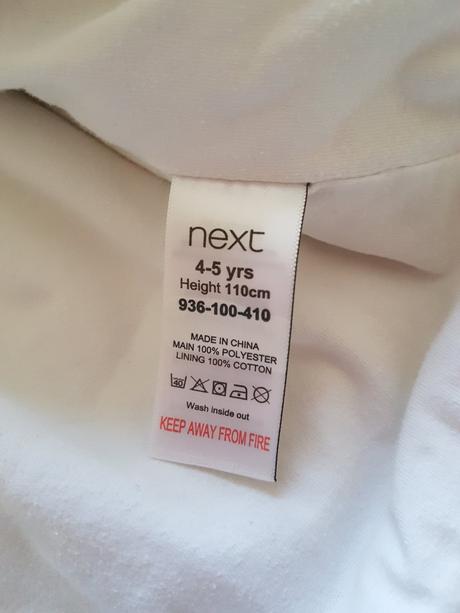 next
4-5 yrs
Height 110cm
936-100-410
MADE IN CHINA
MAIN 100% POLYESTER
LINING 100% COTTON
40
Wash inside out
KEEP AWAY FROM FIRE